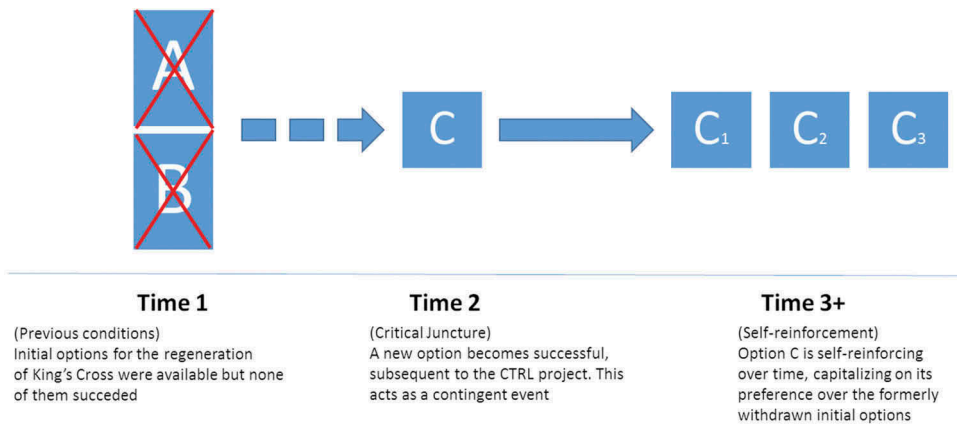 A
B
C
C1 C2 C3
Time 1
(Previous conditions)
Initial options for the regeneration
of King's Cross were available but none
of them succeded
Time 2
(Critical Juncture)
A new option becomes successful,
subsequent to the CTRL project. This
acts as a contingent event
Time 3+
(Self-reinforcement)
Option C is self-reinforcing
over time, capitalizing on its
preference over the formerly
withdrawn initial options